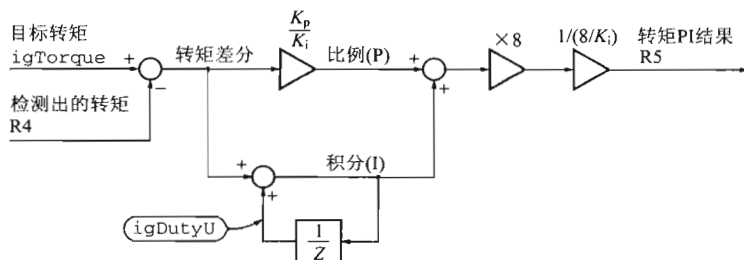 目标转矩
igTorque
+
−
检测出的转矩
R4
转矩差分
Kp
Ki
比例(P)
+
+
×8
1/(8/Ki)
转矩PI结果
R5
+
+
积分(I)
igDutyU
1
Z